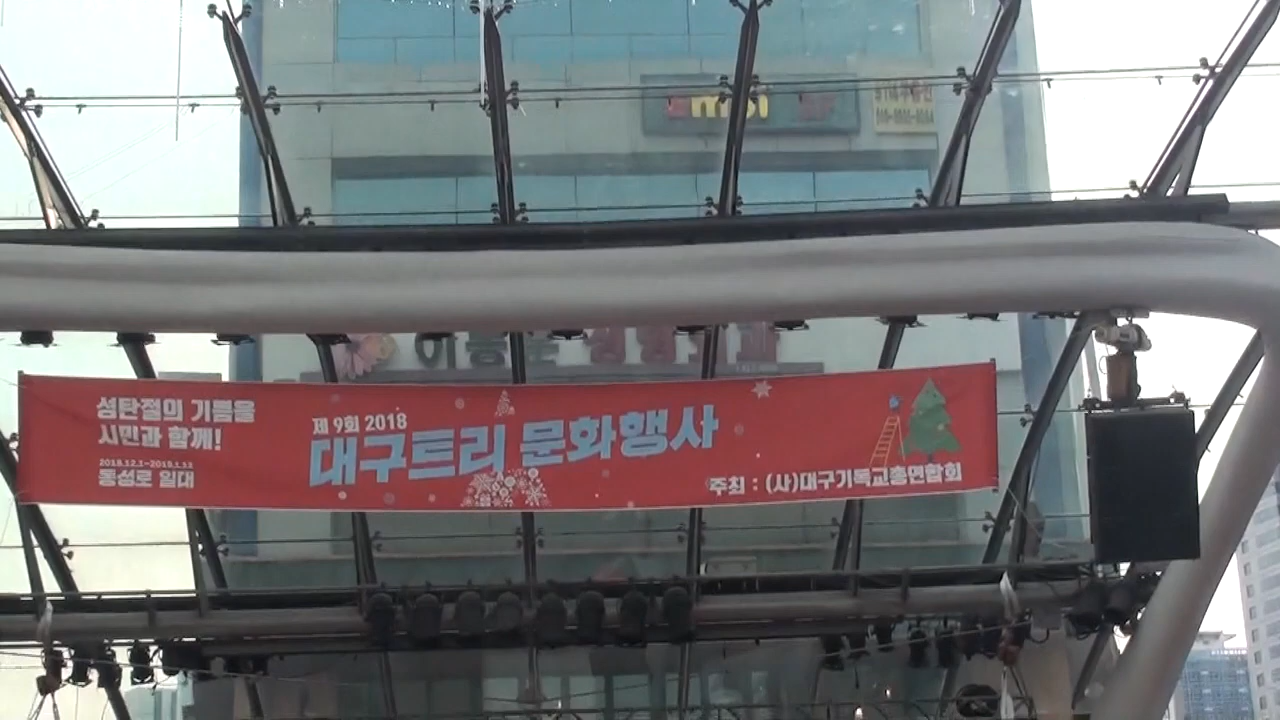 성탄절의 기쁨을
시민과 함께!
2018.12.1~2019.1.13
동성로 일대
제 9회 2018
대구트리 문화행사
주최 : (사)대구기독교총연합회